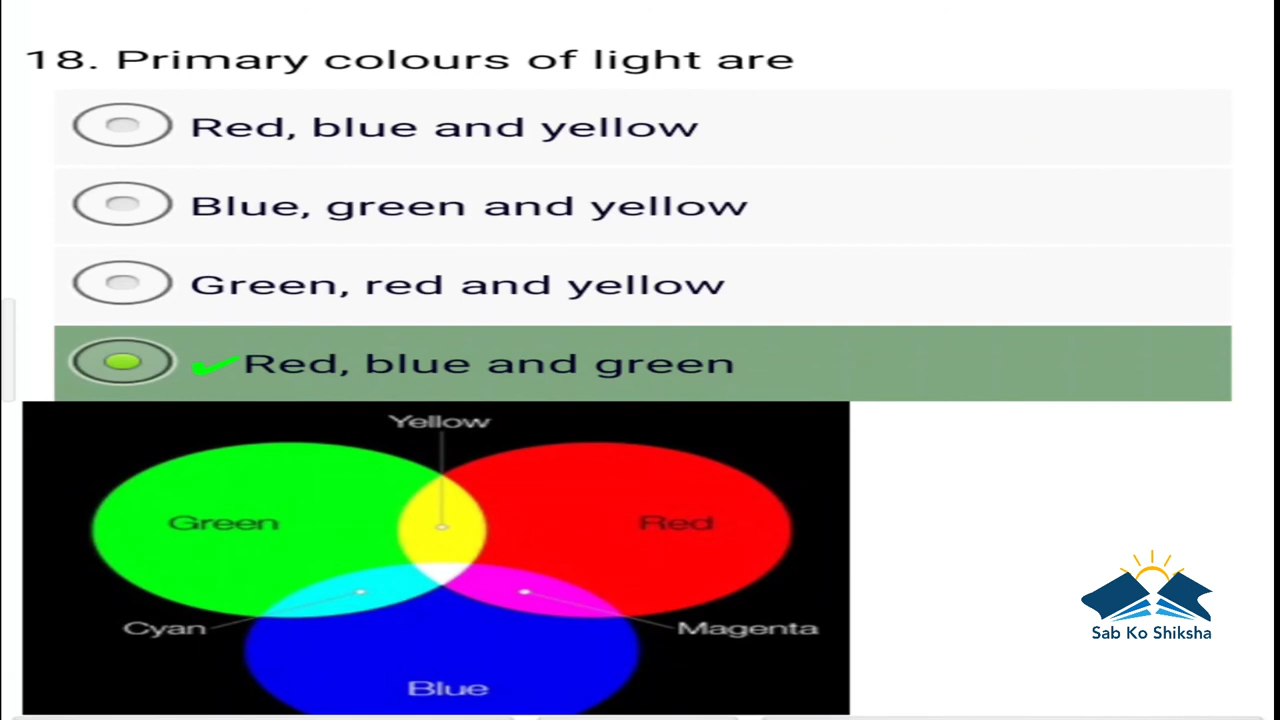 18. Primary colours of light are
Red, blue and yellow
Blue, green and yellow
Green, red and yellow
✔Red, blue and green
Yellow
Green
Red
Cyan
Magenta
Blue
Sab Ko Shiksha